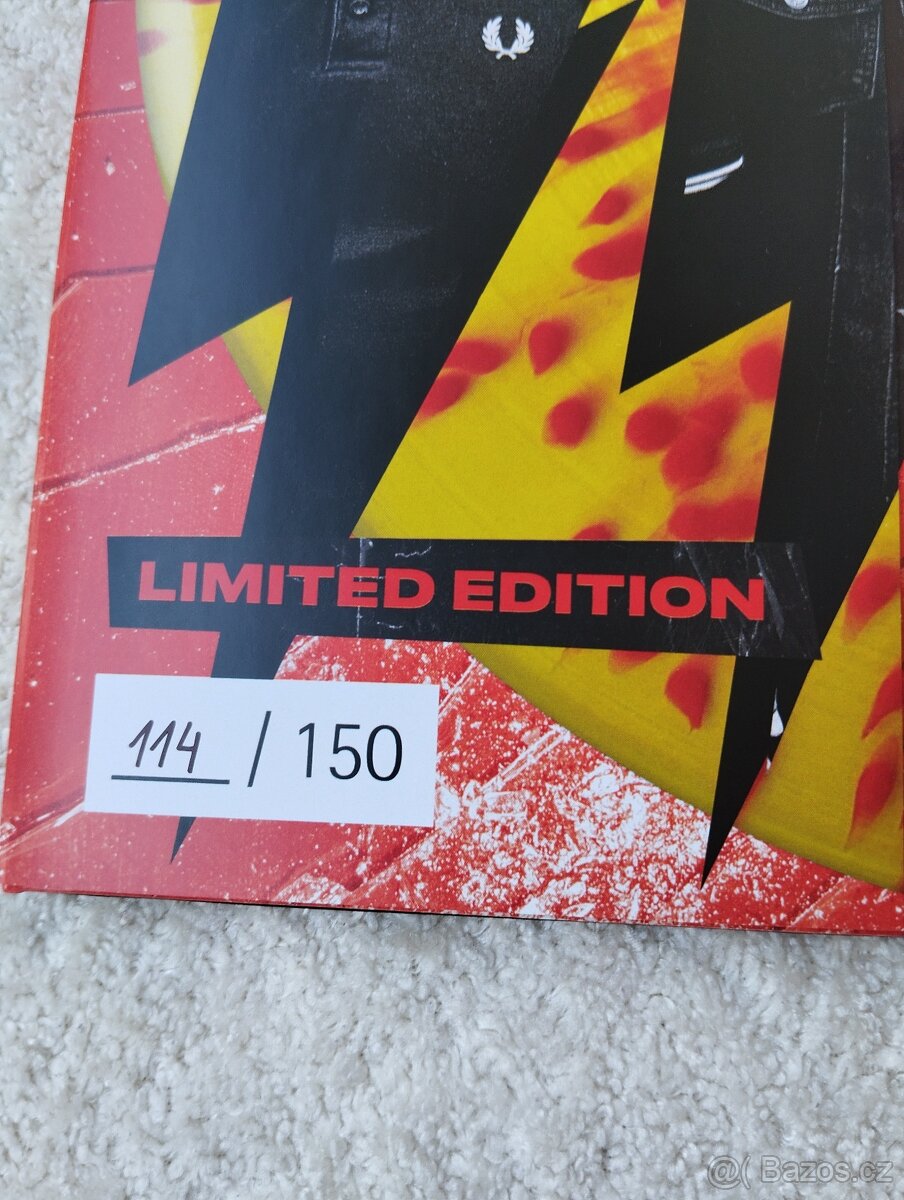 LIMITED EDITION
114 / 150
@( Bazos.cz